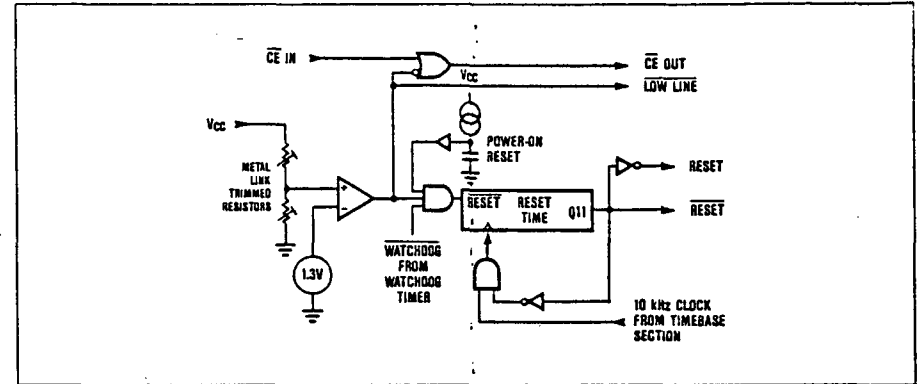 CE IN
CE OUT
Vcc
LOW LINE
Vcc
POWER-ON
RESET
METAL
LINK
TRIMMED
RESISTORS
+
-
RESET
RESET RESET
TIME
Q11
RESET
WATCHDOG
FROM
WATCHDOG
TIMER
1.3V
10 kHz CLOCK
FROM TIMEBASE
SECTION